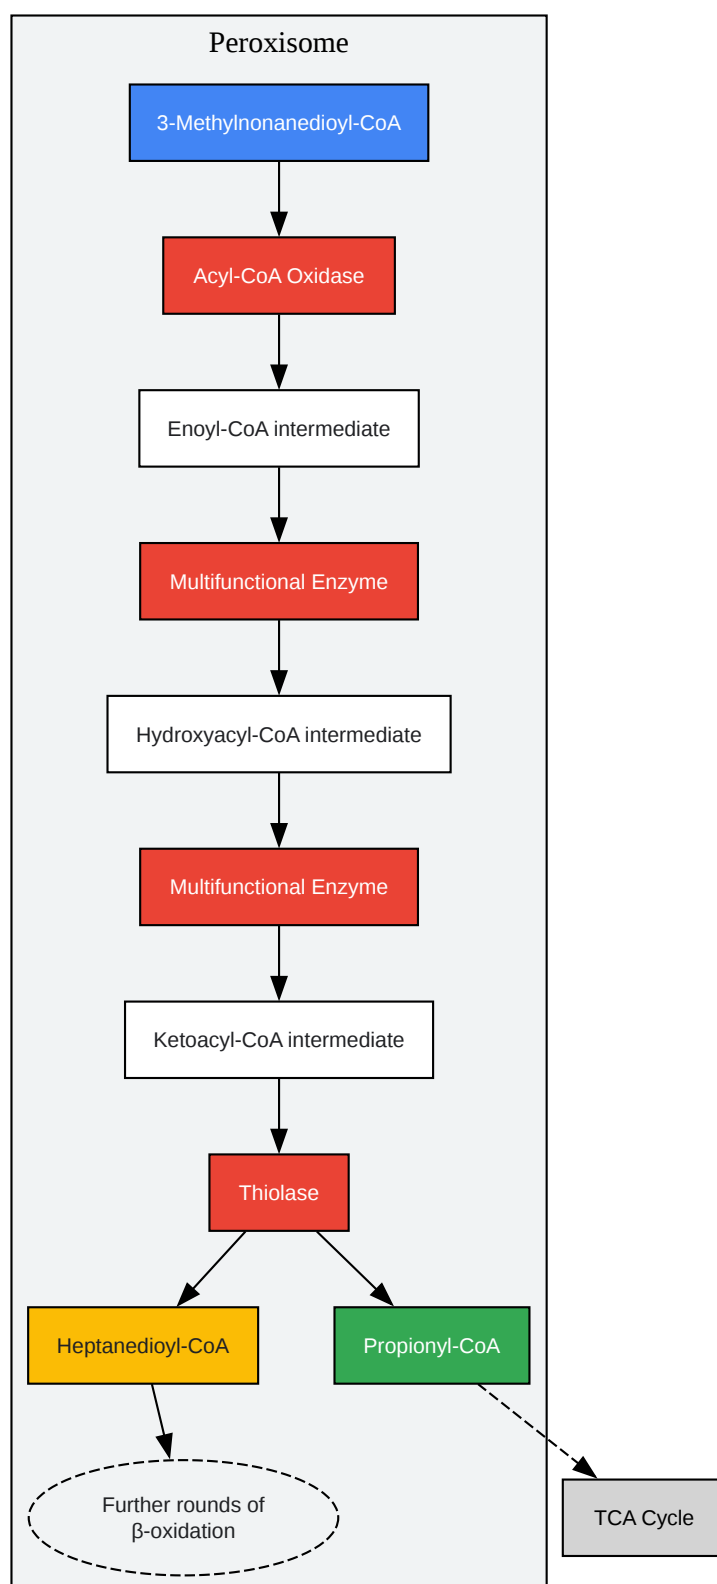 Peroxisome
3-Methylnonanedioyl-CoA
Acyl-CoA Oxidase
Enoyl-CoA intermediate
Multifunctional Enzyme
Hydroxyacyl-CoA intermediate
Multifunctional Enzyme
Ketoacyl-CoA intermediate
Thiolase
Heptanedioyl-CoA
Propionyl-CoA
Further rounds of
β-oxidation
TCA Cycle